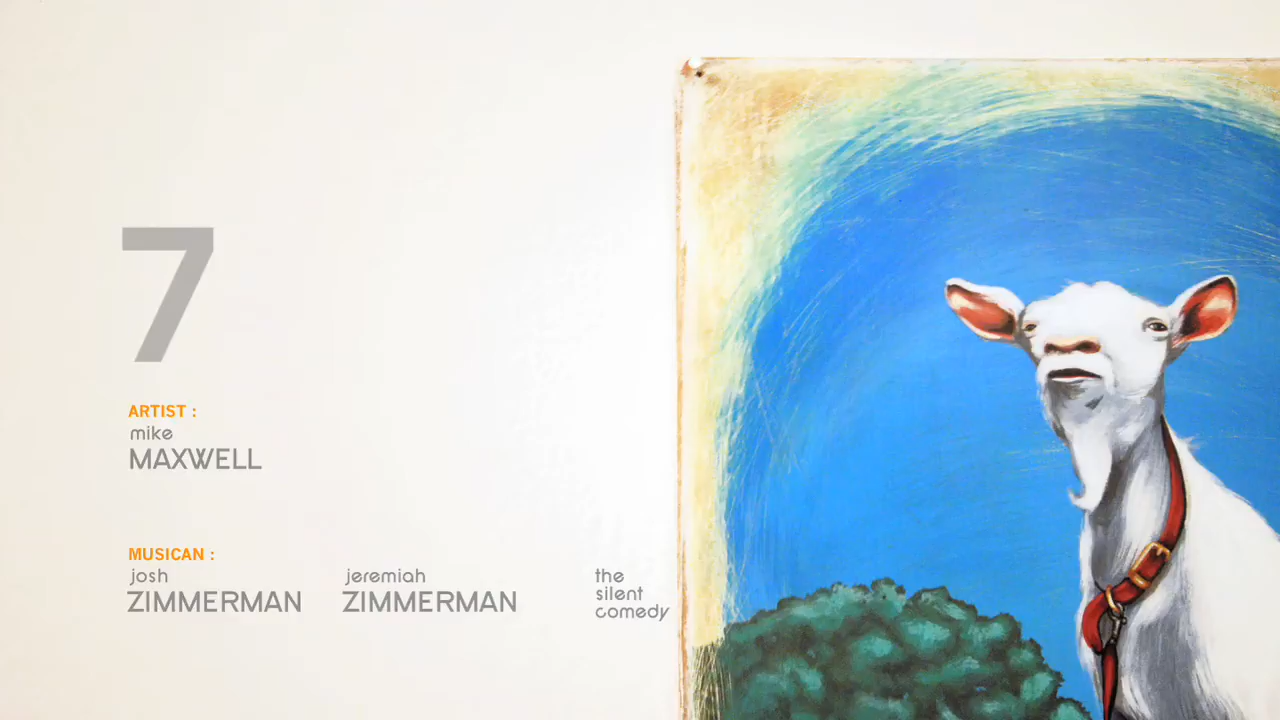 7
ARTIST :
mike
MAXWELL
MUSICAN :
josh
ZIMMERMAN
jeremiah
ZIMMERMAN
the
silent
comedy